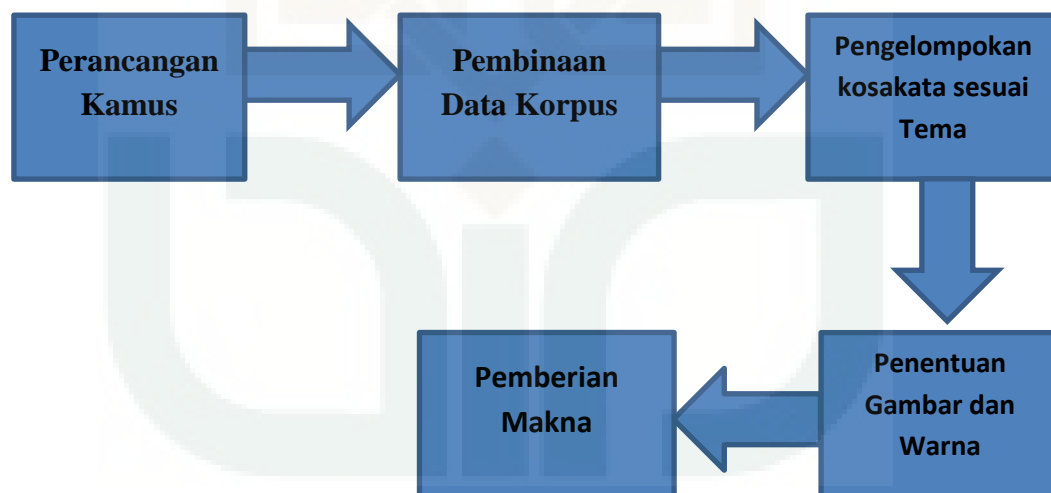 Perancangan
Kamus
Pembinaan
Data Korpus
Pengelompokan
kosakata sesuai
Tema
Penentuan
Gambar dan
Warna
Pemberian
Makna